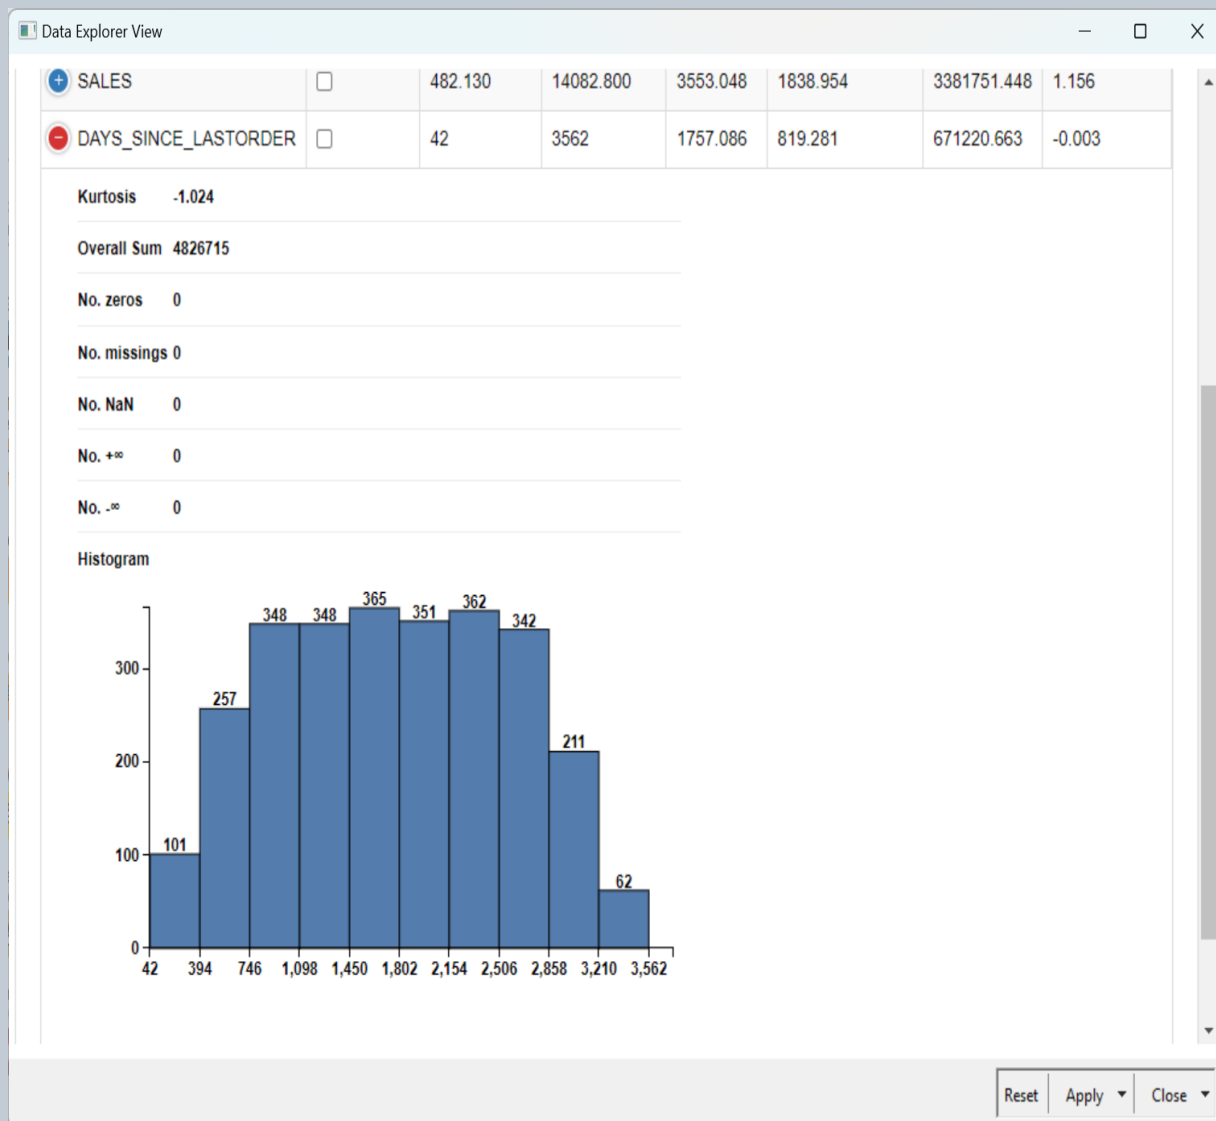 Data Explorer View
SALES 482.130 14082.800 3553.048 1838.954 3381751.448 1.156
DAYS_SINCE_LASTORDER 42 3562 1757.086 819.281 671220.663 -0.003
Kurtosis -1.024
Overall Sum 4826715
No. zeros 0
No. missings 0
No. NaN 0
No. +∞ 0
No. -∞ 0
Histogram
365
362
348 348 351 342
300
257
200
211
101
100
62
0
42 394 746 1,098 1,450 1,802 2,154 2,506 2,858 3,210 3,562
Reset Apply Close